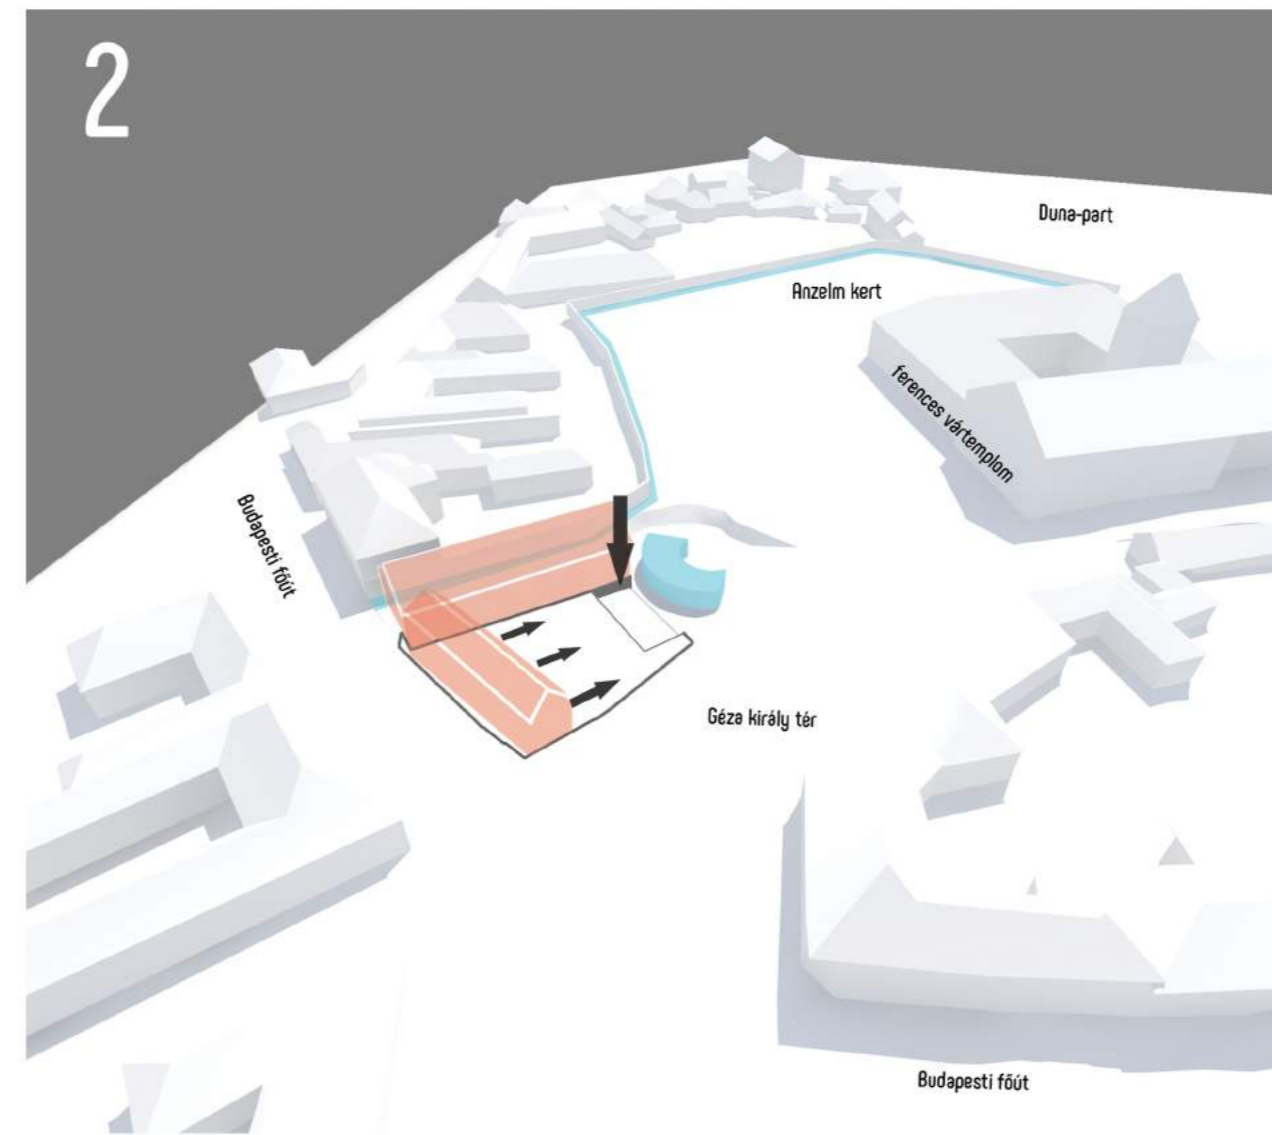 2
Duna-part
Anzelm kert
ferences vártemplom
Budapesti főút
Géza király tér
Budapesti főút